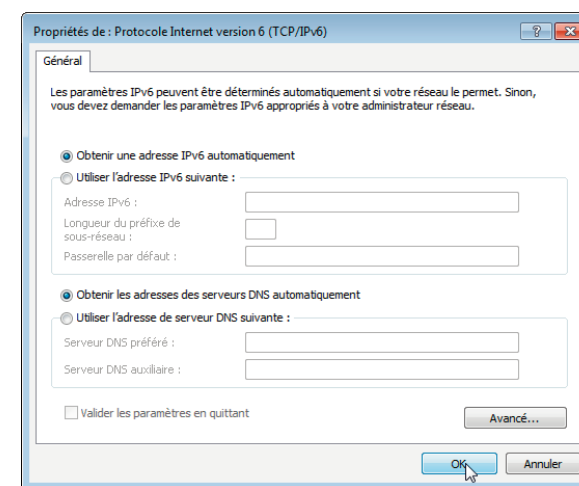 Propriétés de : Protocole Internet version 6 (TCP/IPv6)
Général
Les paramètres IPv6 peuvent être déterminés automatiquement si votre réseau le permet. Sinon,
vous devez demander les paramètres IPv6 appropriés à votre administrateur réseau.
Obtenir une adresse IPv6 automatiquement
Utiliser l'adresse IPv6 suivante :
Adresse IPv6 :
Longueur du préfixe de
sous-réseau :
Passerelle par défaut :
Obtenir les adresses des serveurs DNS automatiquement
Utiliser l'adresse de serveur DNS suivante :
Serveur DNS préféré :
Serveur DNS auxiliaire :
Valider les paramètres en quittant
Avancé...
OK
Annuler